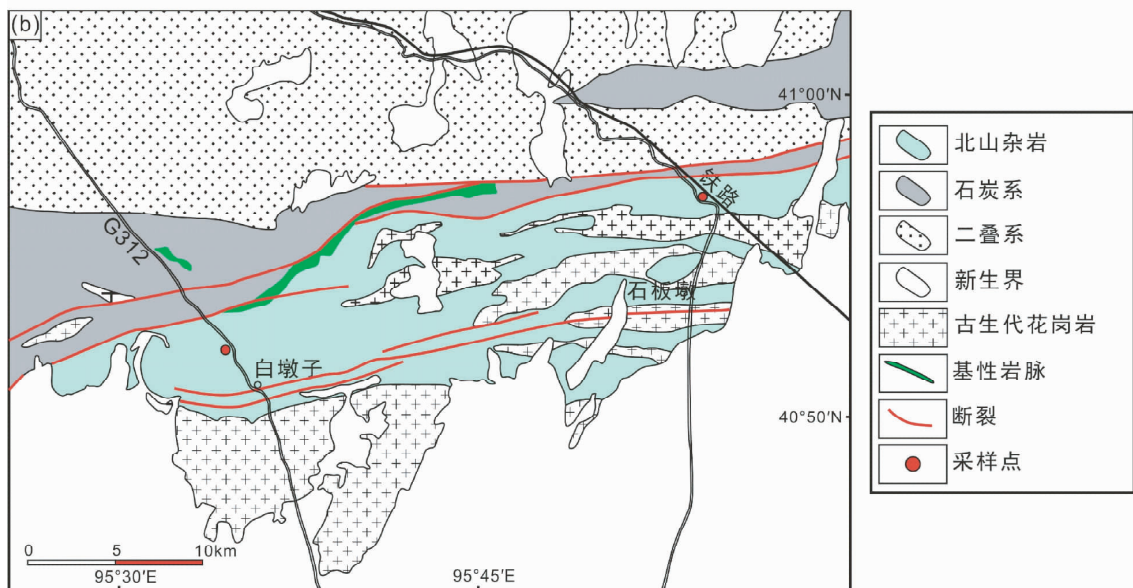 (b)
41°00′N
铁路
G312
石板墩
白墩子
40°50′N
0 5 10km
95°30′E 95°45′E
北山杂岩
石炭系
二叠系
新生界
古生代花岗岩
基性岩脉
断裂
采样点